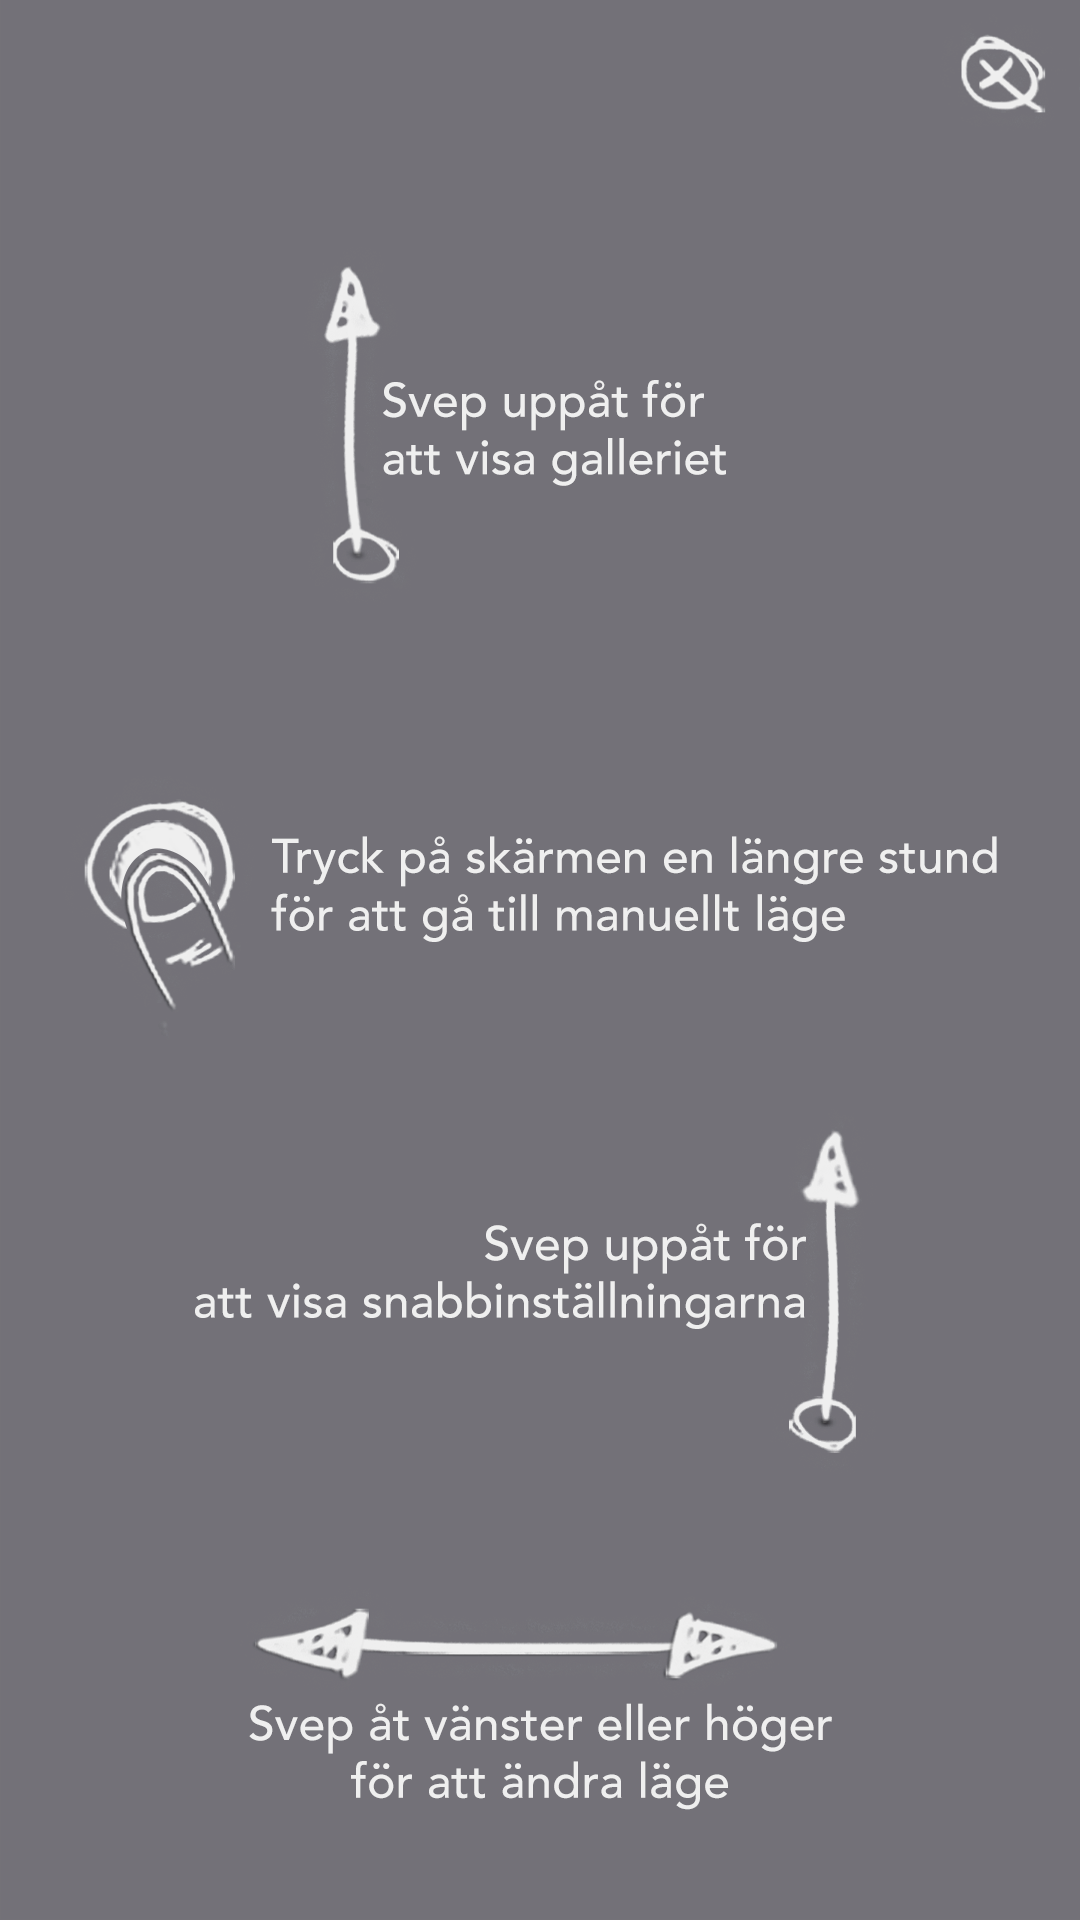 Svep uppåt för
att visa galleriet
Tryck på skärmen en längre stund
för att gå till manuellt läge
Svep uppåt för
att visa snabbinställningarna
Svep åt vänster eller höger
för att ändra läge